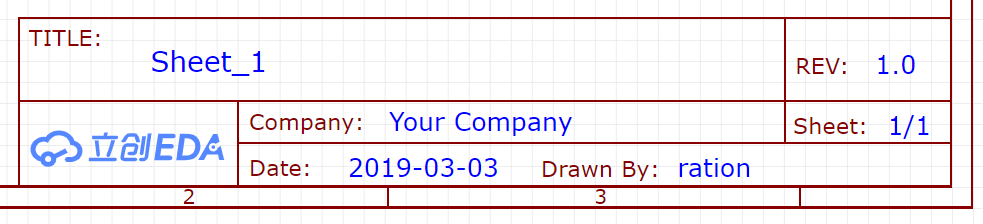 TITLE:
Sheet_1
REV: 1.0
立创EDA
Company: Your Company
Sheet: 1/1
Date: 2019-03-03 Drawn By: ration
2 3